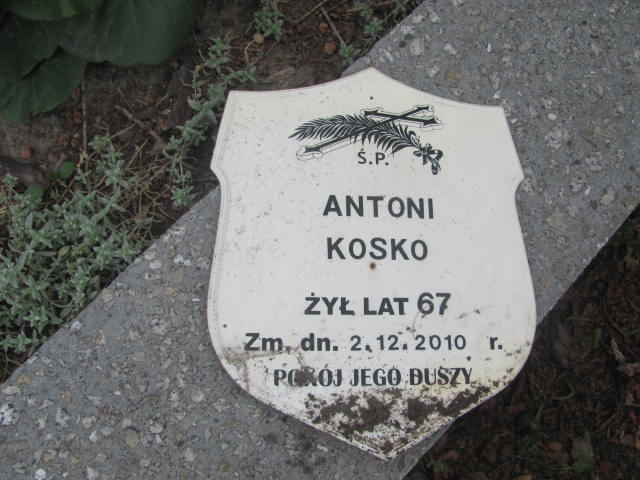 Ś.P.
ANTONI
KOSKO
ŻYŁ LAT 67
Zm. dn. 2.12.2010 r.
POKÓJ JEGO DUSZY